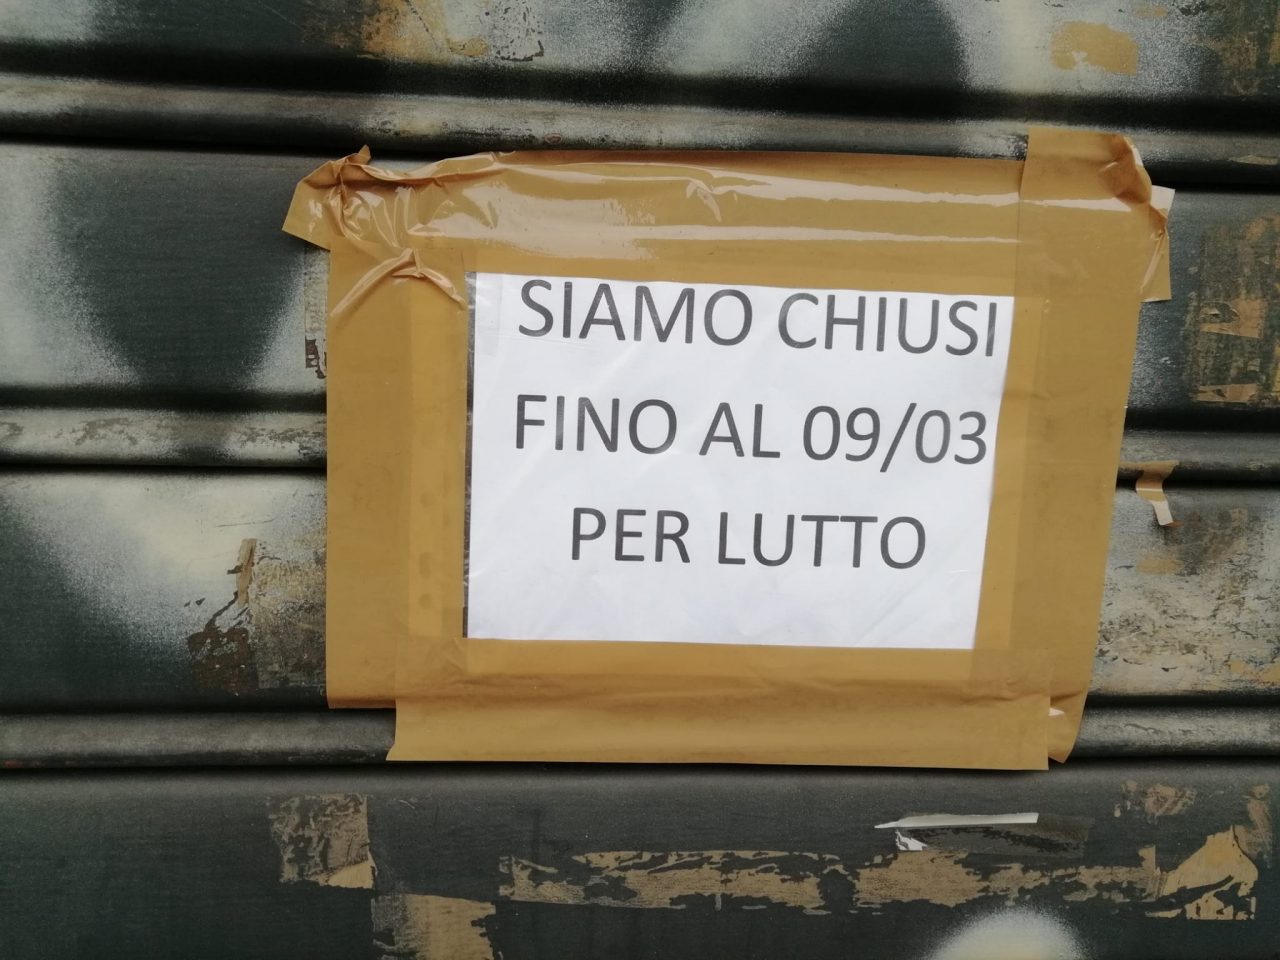 SIAMO CHIUSI
FINO AL 09/03
PER LUTTO